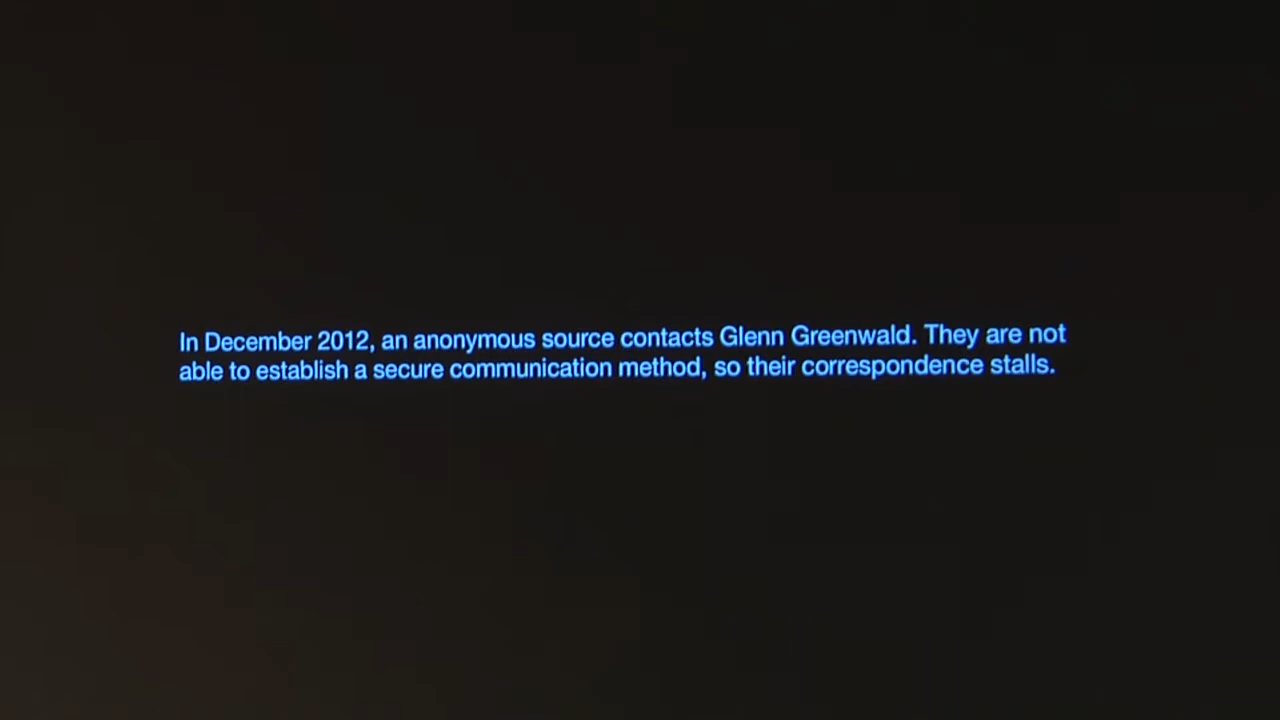 In December 2012, an anonymous source contacts Glenn Greenwald. They are not
able to establish a secure communication method, so their correspondence stalls.